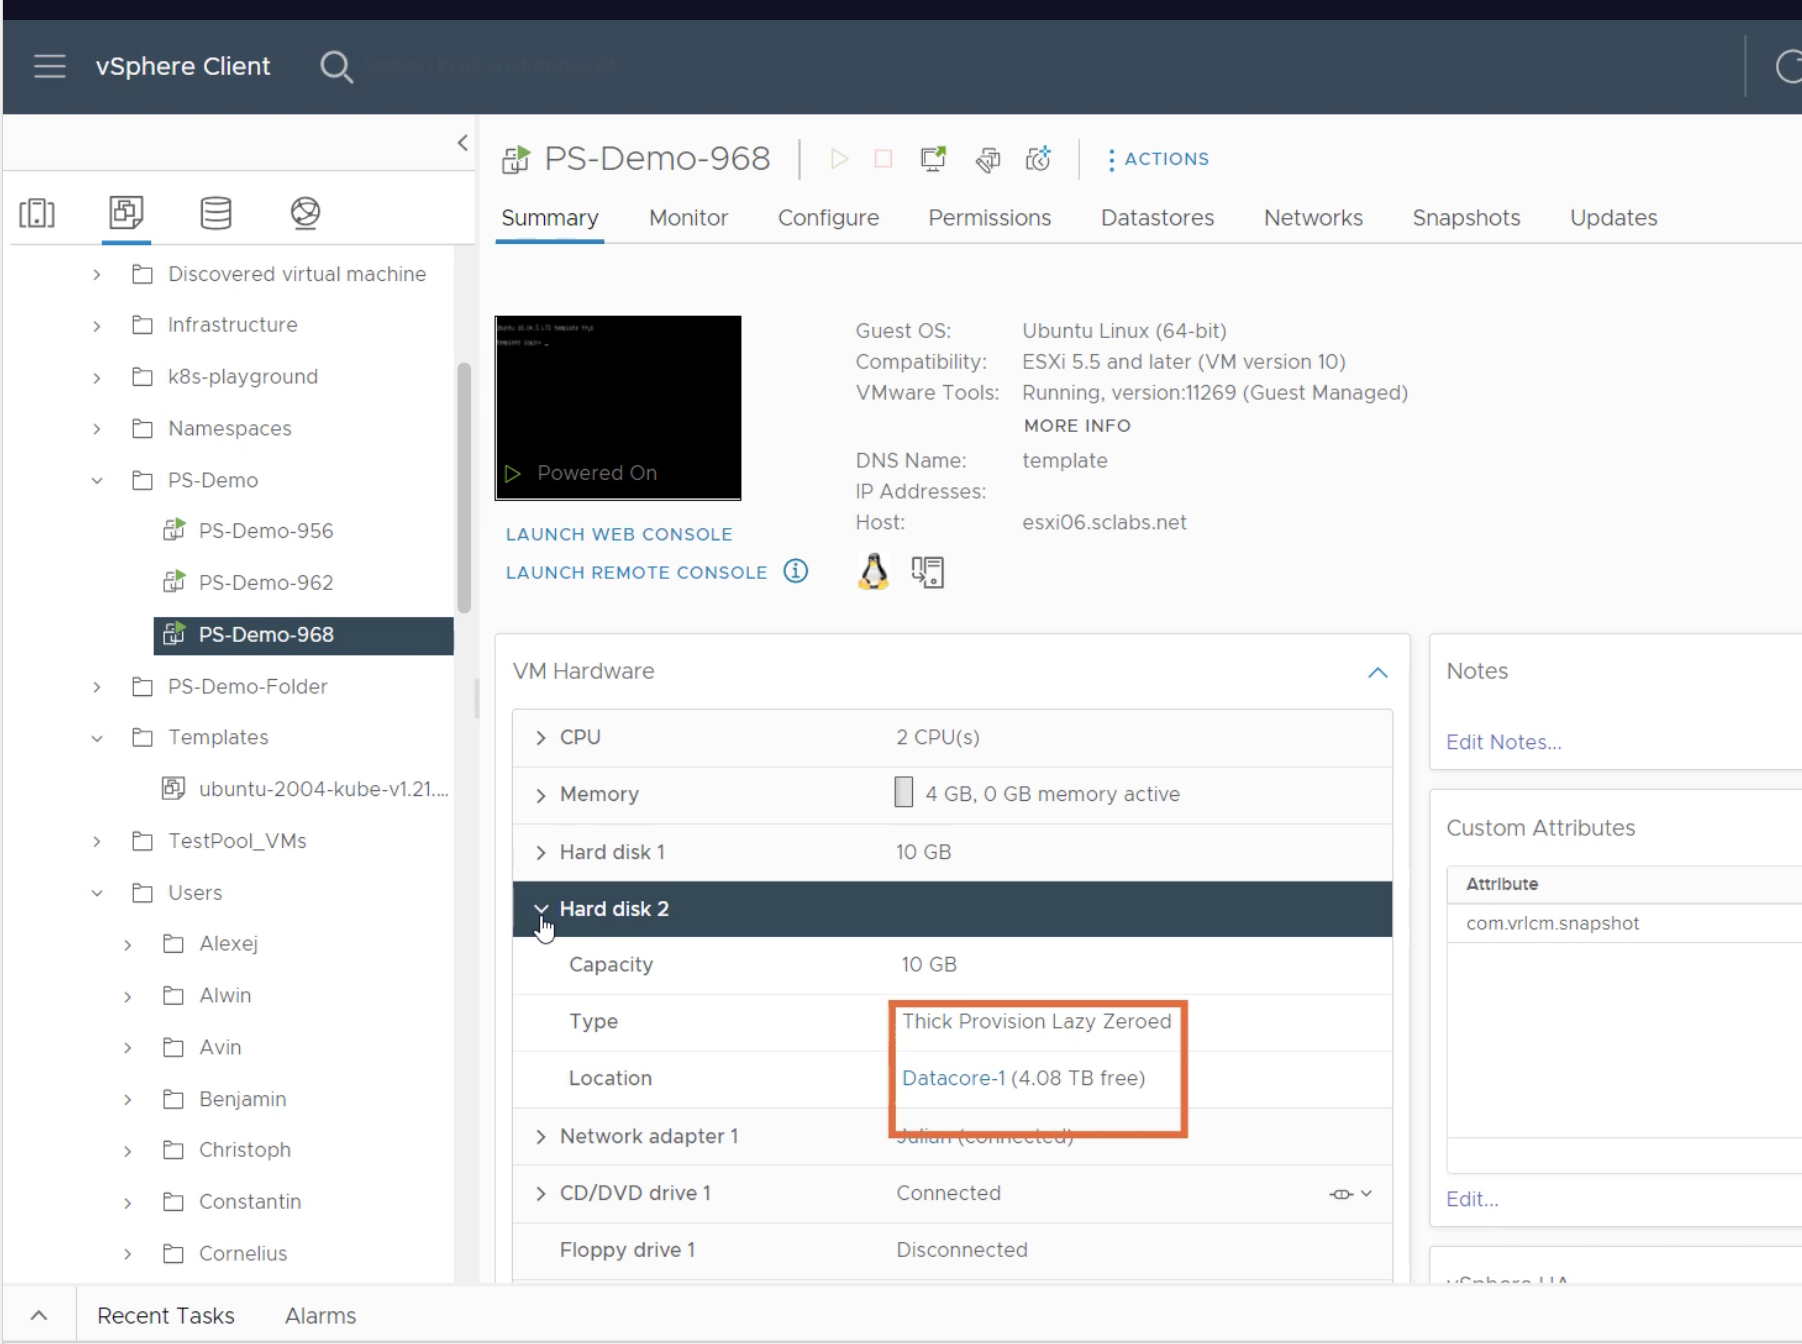 vSphere Client
PS-Demo-968
ACTIONS
Summary Monitor Configure Permissions Datastores Networks Snapshots Updates
Discovered virtual machine
Infrastructure
k8s-playground
Namespaces
PS-Demo
PS-Demo-956
PS-Demo-962
PS-Demo-968
PS-Demo-Folder
Templates
ubuntu-2004-kube-v1.21....
TestPool_VMs
Users
Alexej
Alwin
Avin
Benjamin
Christoph
Constantin
Cornelius
Powered On
LAUNCH WEB CONSOLE
LAUNCH REMOTE CONSOLE
Guest OS: Ubuntu Linux (64-bit)
Compatibility: ESXi 5.5 and later (VM version 10)
VMware Tools: Running, version:11269 (Guest Managed)
MORE INFO
DNS Name: template
IP Addresses:
Host: esxi06.sclabs.net
VM Hardware
CPU 2 CPU(s)
Memory 4 GB, 0 GB memory active
Hard disk 1 10 GB
Hard disk 2
Capacity 10 GB
Type Thick Provision Lazy Zeroed
Location Datacore-1 (4.08 TB free)
Network adapter 1 Julian (connected)
CD/DVD drive 1 Connected
Floppy drive 1 Disconnected
Notes
Edit Notes...
Custom Attributes
Attribute
com.vrlcm.snapshot
Edit...
vSphere HA
Recent Tasks Alarms